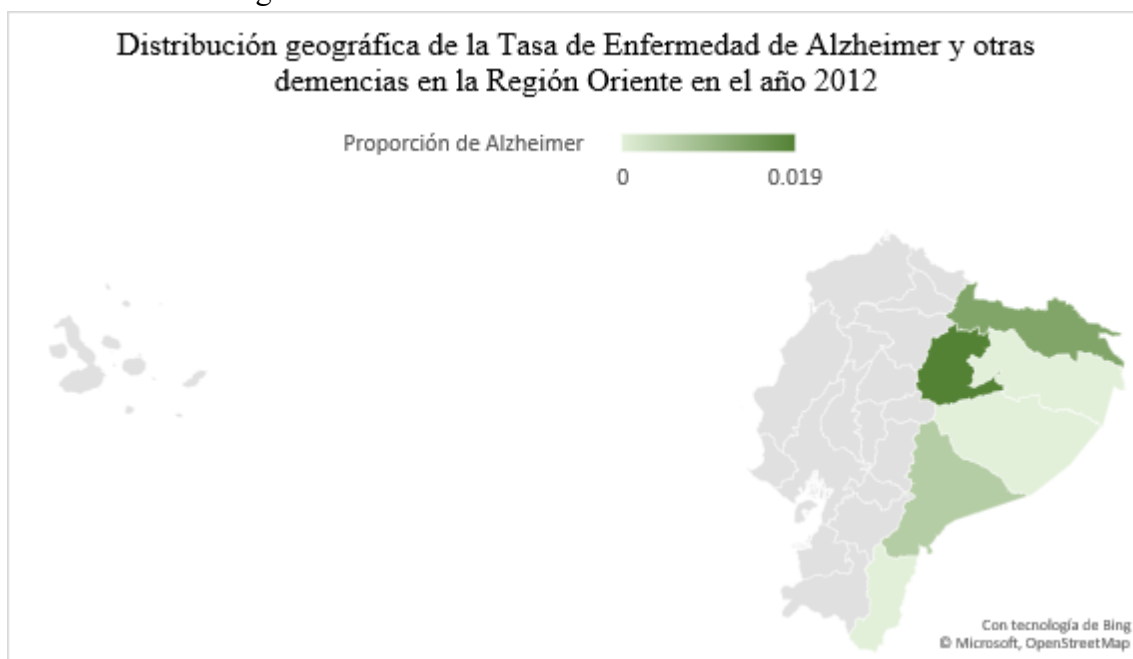 Distribución geográfica de la Tasa de Enfermedad de Alzheimer y otras
demencias en la Región Oriente en el año 2012
Proporción de Alzheimer
0 0.019
Con tecnología de Bing
© Microsoft, OpenStreetMap